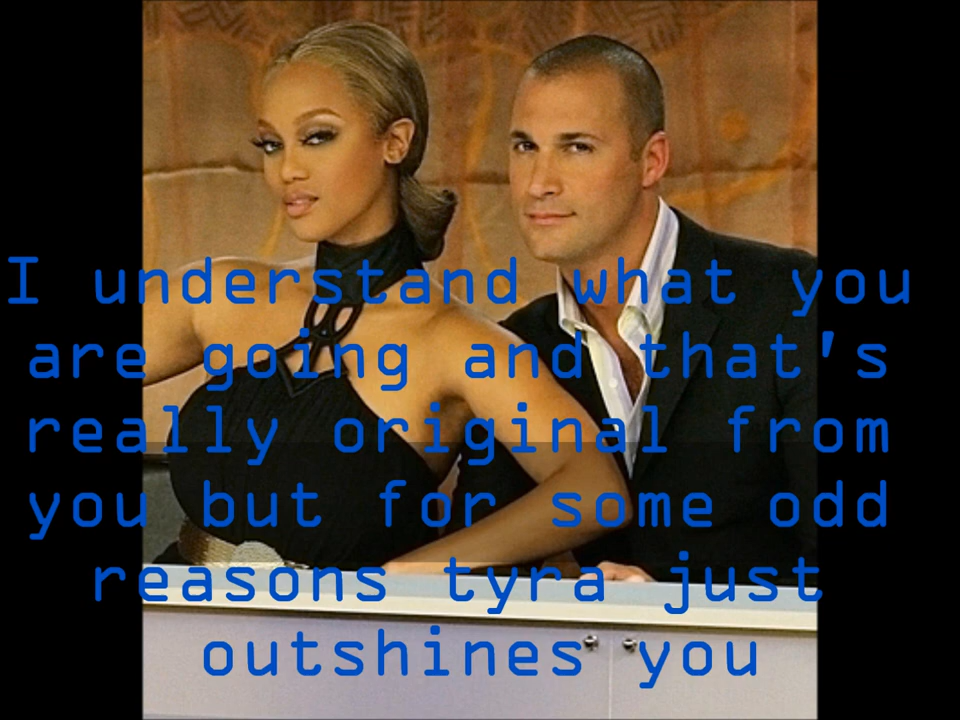 I understand what you
are going and that's
really original from
you but for some odd
reasons tyra just
outshines you